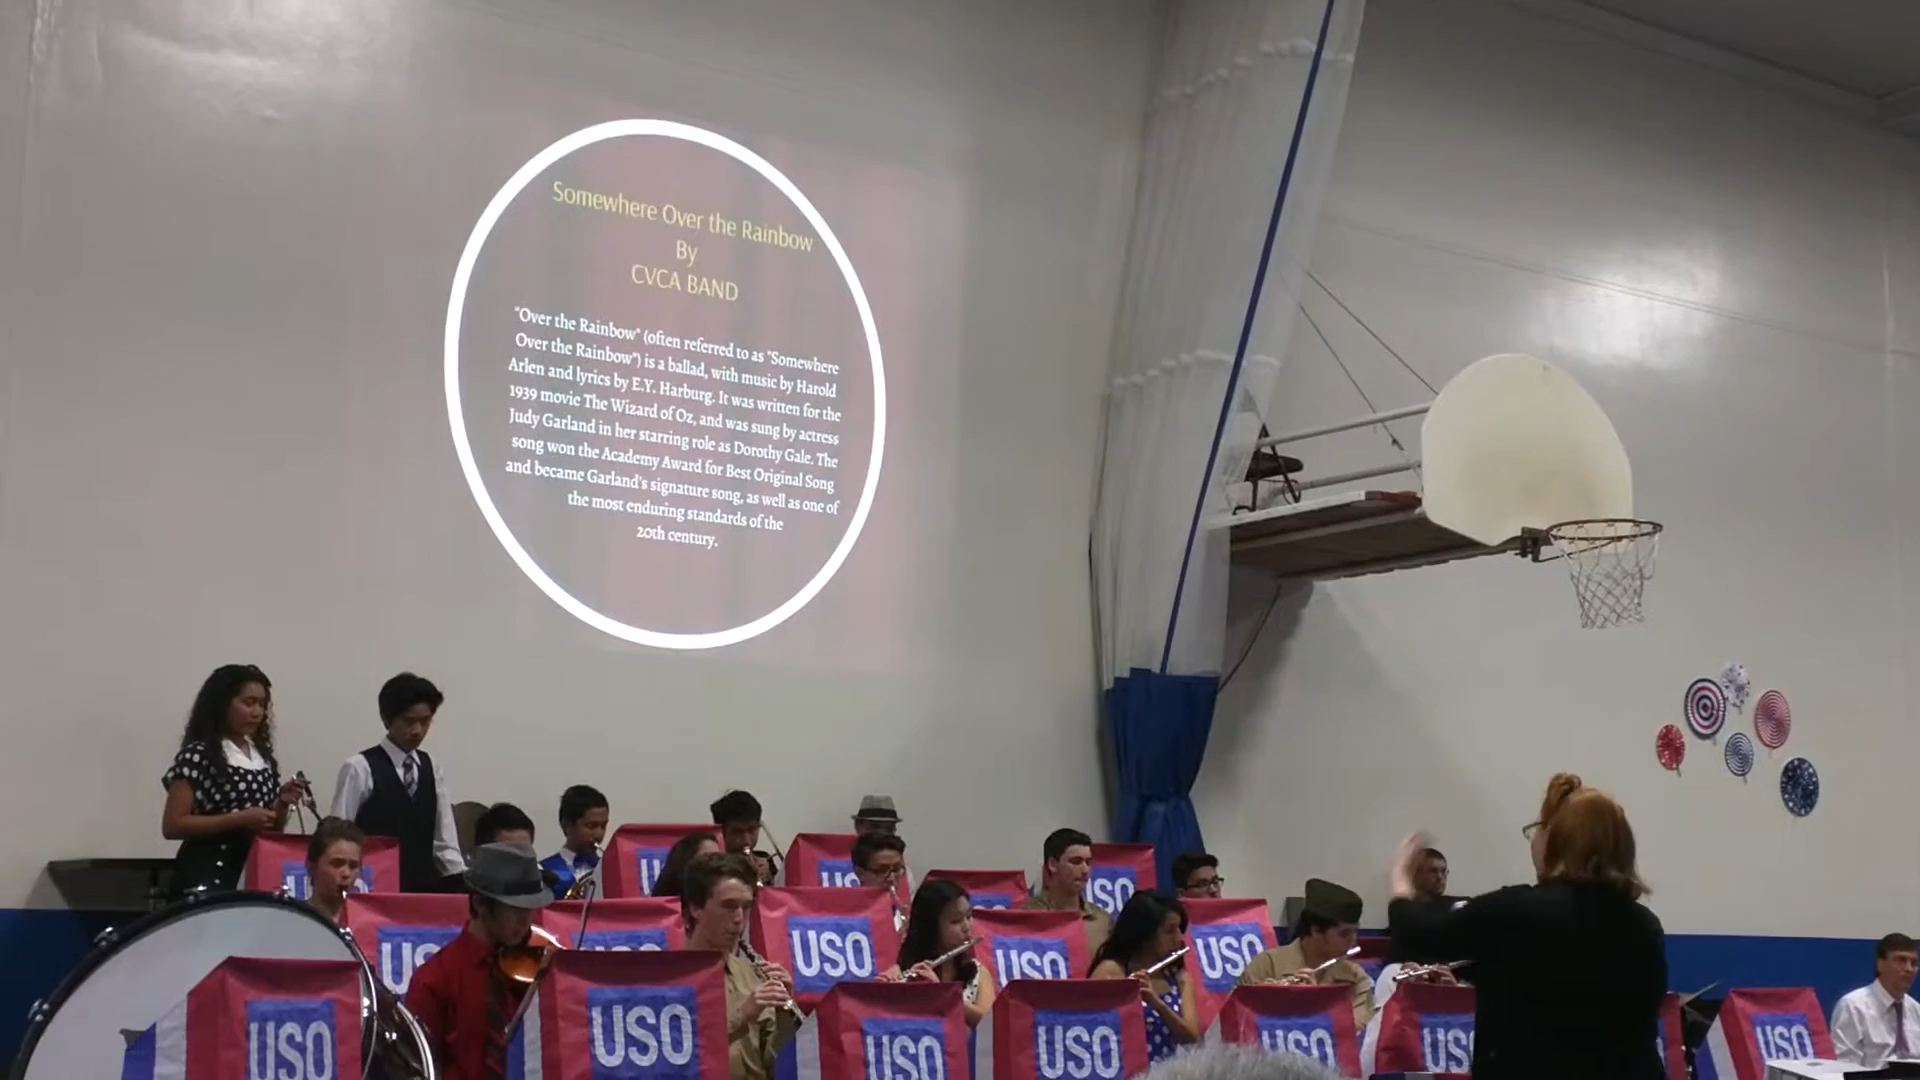 Somewhere Over the Rainbow
By
CVCA BAND
"Over the Rainbow" (often referred to as "Somewhere
Over the Rainbow") is a ballad, with music by Harold
Arlen and lyrics by E.Y. Harburg. It was written for the
1939 movie The Wizard of Oz, and was sung by actress
Judy Garland in her starring role as Dorothy Gale. The
song won the Academy Award for Best Original Song
and became Garland's signature song, as well as one of
the most enduring standards of the
20th century.
USO
USO
USO
USO
USO
USO
USO
USO
USO
USO
USO